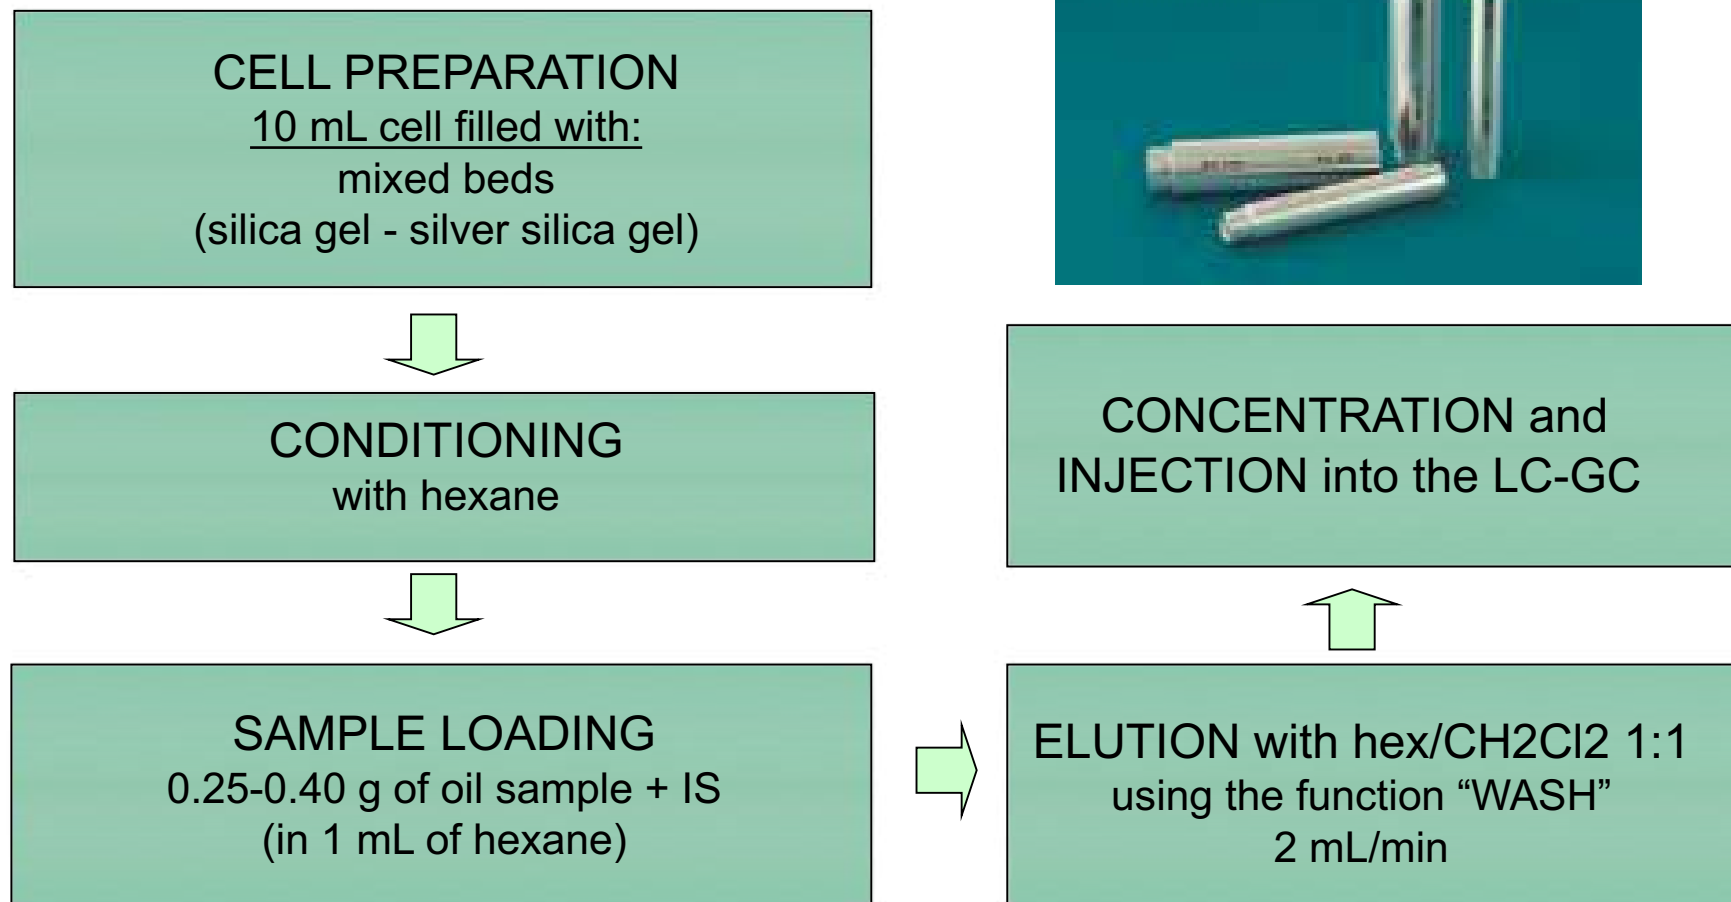 CELL PREPARATION
10 mL cell filled with:
mixed beds
(silica gel - silver silica gel)
CONDITIONING
with hexane
SAMPLE LOADING
0.25-0.40 g of oil sample + IS
(in 1 mL of hexane)
ELUTION with hex/CH2Cl2 1:1
using the function “WASH”
2 mL/min
CONCENTRATION and
INJECTION into the LC-GC